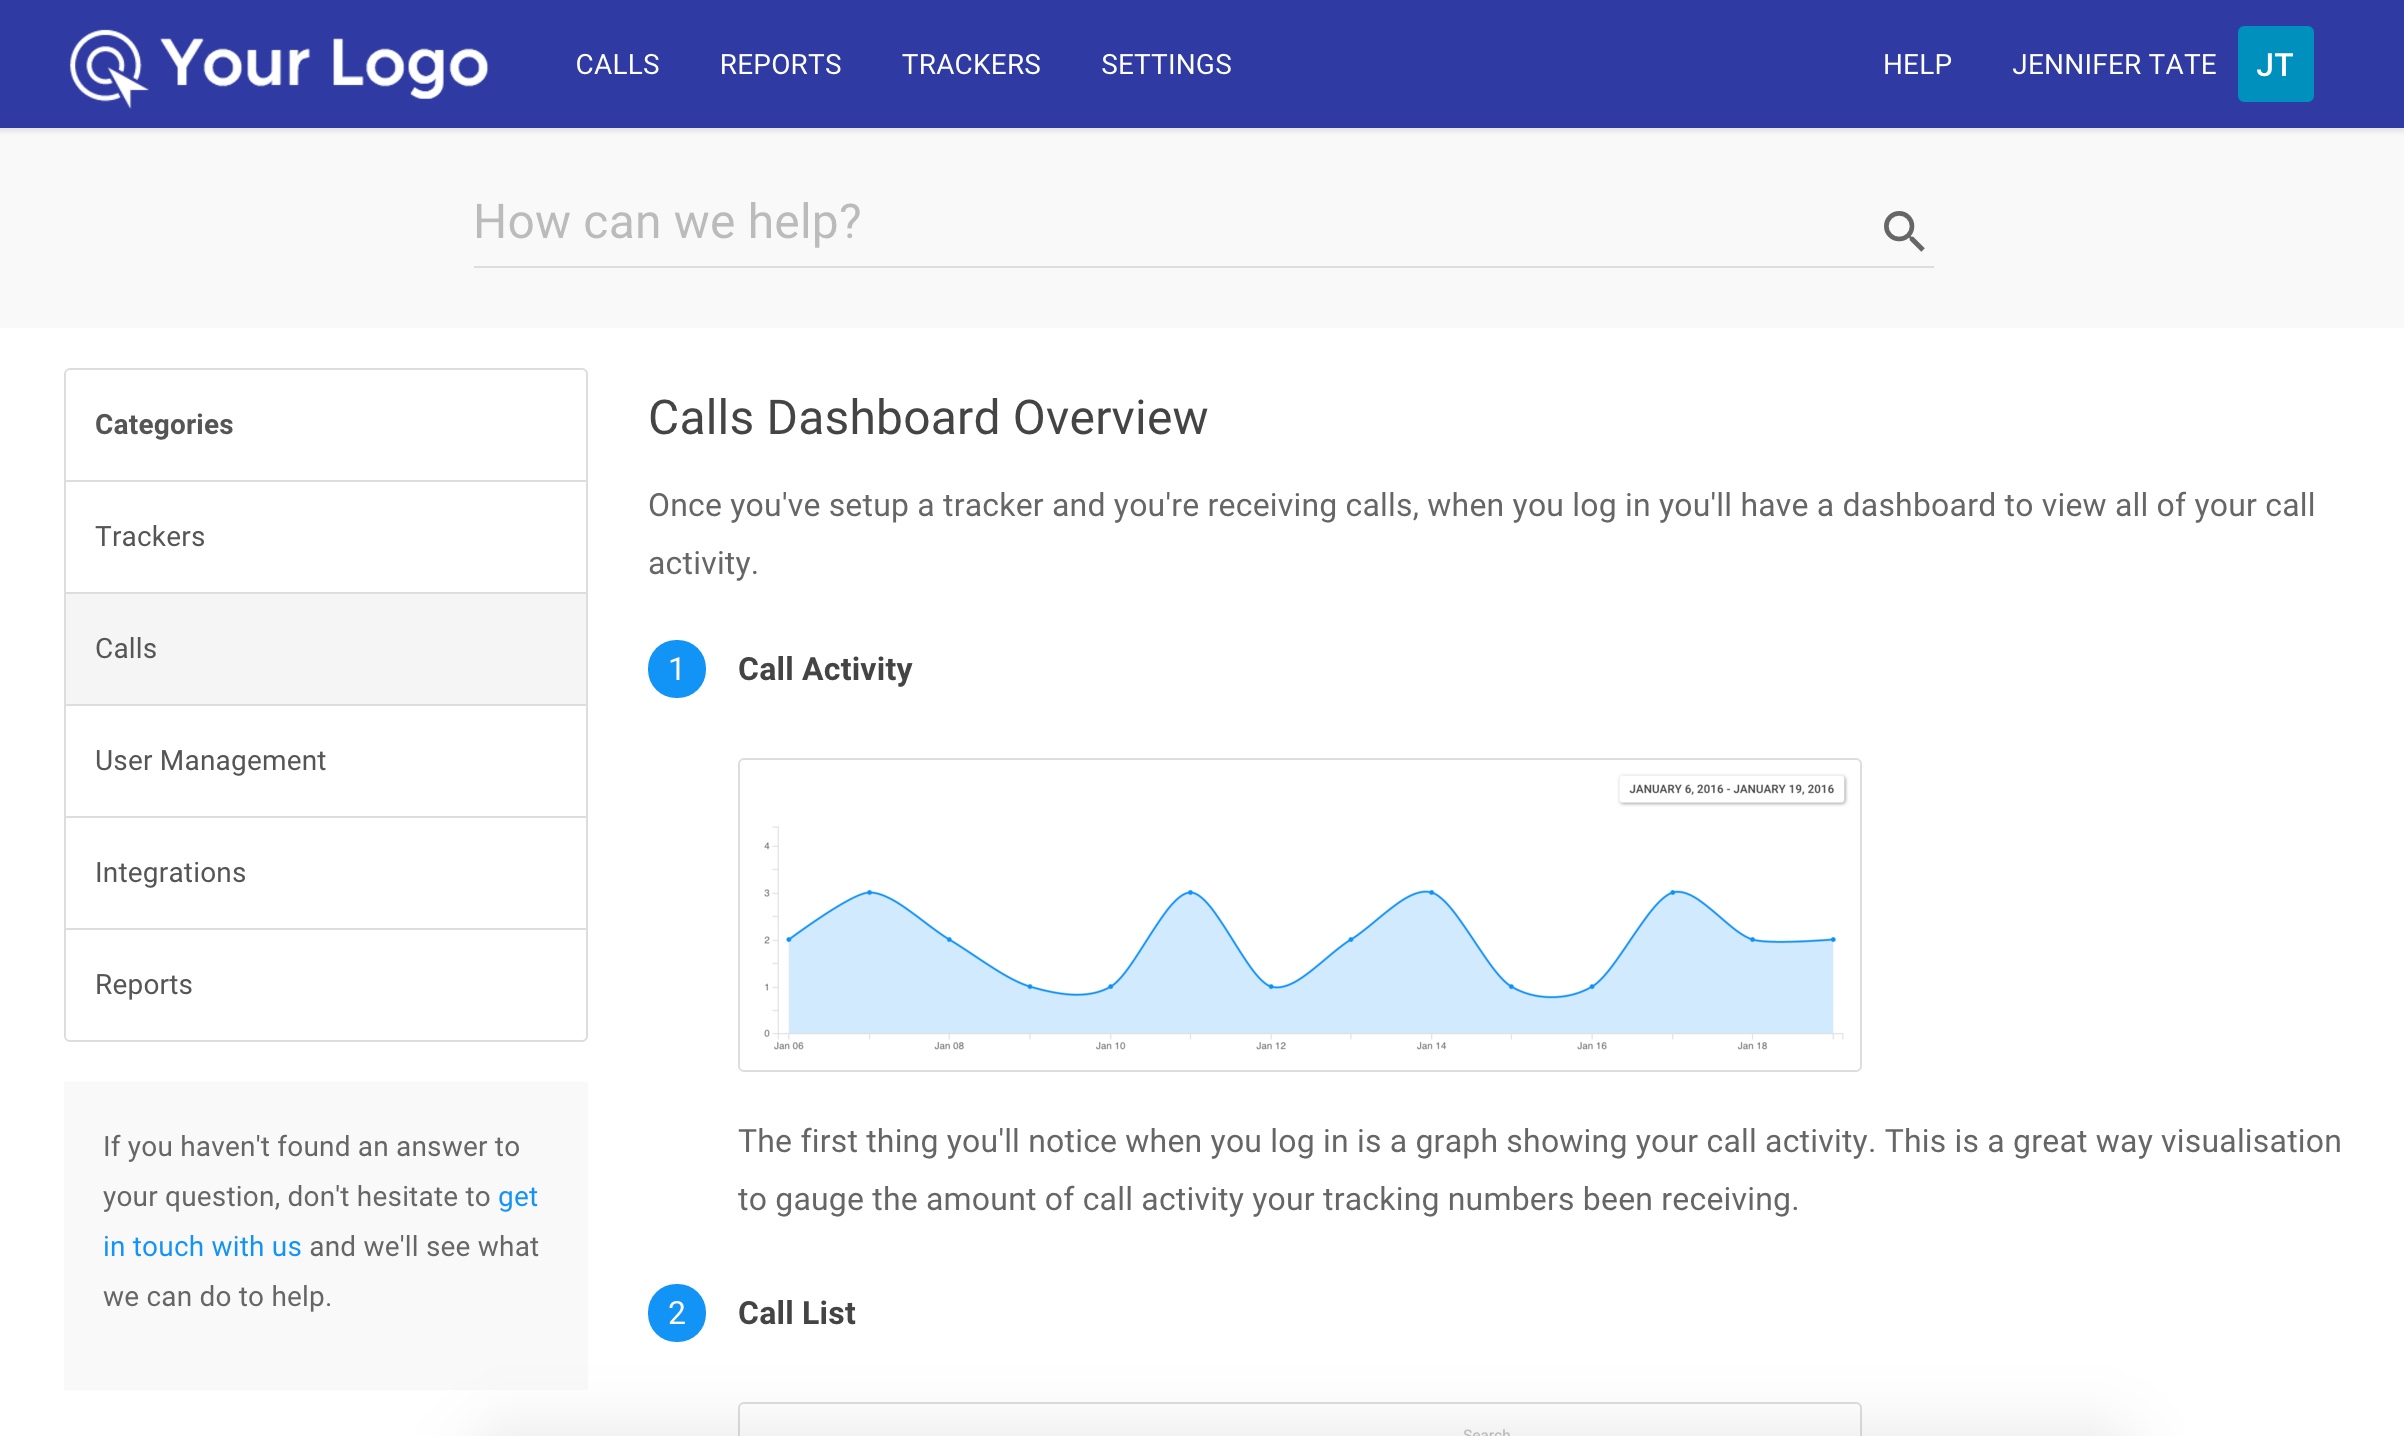 Your Logo
CALLS
REPORTS
TRACKERS
SETTINGS
HELP
JENNIFER TATE
JT
How can we help?
Categories
Trackers
Calls
User Management
Integrations
Reports
If you haven't found an answer to
your question, don't hesitate to get
in touch with us and we'll see what
we can do to help.
Calls Dashboard Overview
Once you've setup a tracker and you're receiving calls, when you log in you'll have a dashboard to view all of your call
activity.
1 Call Activity
JANUARY 6, 2016 - JANUARY 19, 2016
4
3
2
1
0
Jan 06 Jan 08 Jan 10 Jan 12 Jan 14 Jan 16 Jan 18
The first thing you'll notice when you log in is a graph showing your call activity. This is a great way visualisation
to gauge the amount of call activity your tracking numbers been receiving.
2 Call List
Search